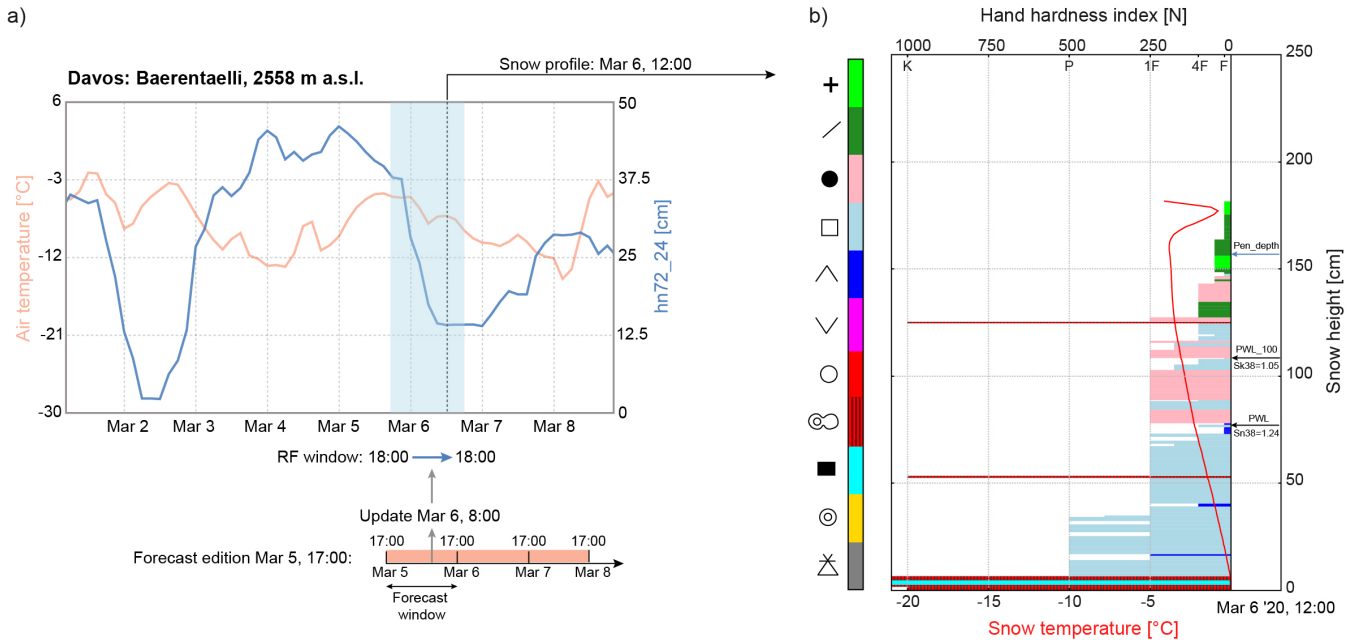 a)
Snow profile: Mar 6, 12:00
Davos: Baerentaelli, 2558 m a.s.l.
6
-3
-12
-21
-30
Air temperature [°C]
50
37.5
25
12.5
0
hn72_24 [cm]
Mar 2 Mar 3 Mar 4 Mar 5 Mar 6 Mar 7 Mar 8
RF window: 18:00 18:00
Update Mar 6, 8:00
17:00 17:00 17:00 17:00
Forecast edition Mar 5, 17:00:
Mar 5 Mar 6 Mar 7 Mar 8
Forecast
window
b)
Hand hardness index [N]
1000 750 500 250 100 0
K P 1F 4F F
250
200
150
100
50
0
Snow height [cm]
Pen_depth
PWL_100
Sk38=1.05
PWL
Sn38=1.24
-20 -15 -10 -5 Mar 6 '20, 12:00
Snow temperature [°C]